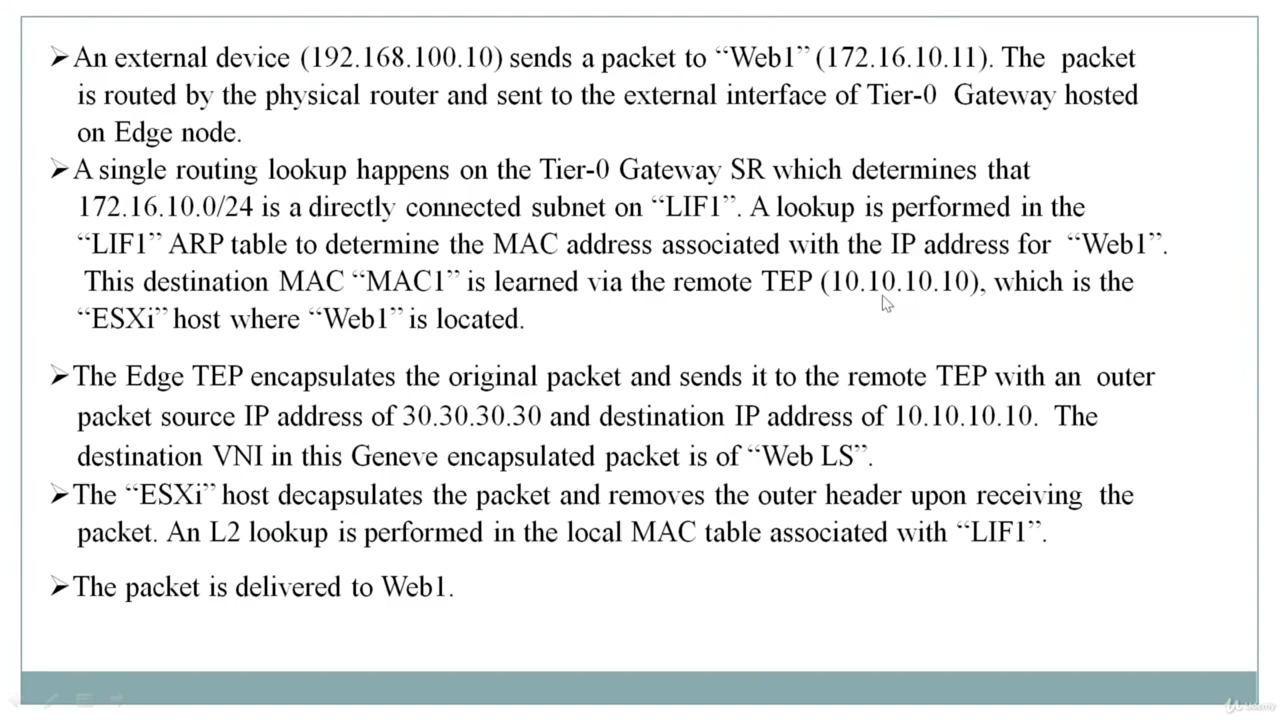 ➢An external device (192.168.100.10) sends a packet to “Web1” (172.16.10.11). The packet
is routed by the physical router and sent to the external interface of Tier-0 Gateway hosted
on Edge node.
➢A single routing lookup happens on the Tier-0 Gateway SR which determines that
172.16.10.0/24 is a directly connected subnet on “LIF1”. A lookup is performed in the
“LIF1” ARP table to determine the MAC address associated with the IP address for “Web1”.
This destination MAC “MAC1” is learned via the remote TEP (10.10.10.10), which is the
“ESXi” host where “Web1” is located.
➢The Edge TEP encapsulates the original packet and sends it to the remote TEP with an outer
packet source IP address of 30.30.30.30 and destination IP address of 10.10.10.10. The
destination VNI in this Geneve encapsulated packet is of “Web LS”.
➢The “ESXi” host decapsulates the packet and removes the outer header upon receiving the
packet. An L2 lookup is performed in the local MAC table associated with “LIF1”.
➢The packet is delivered to Web1.
Udemy